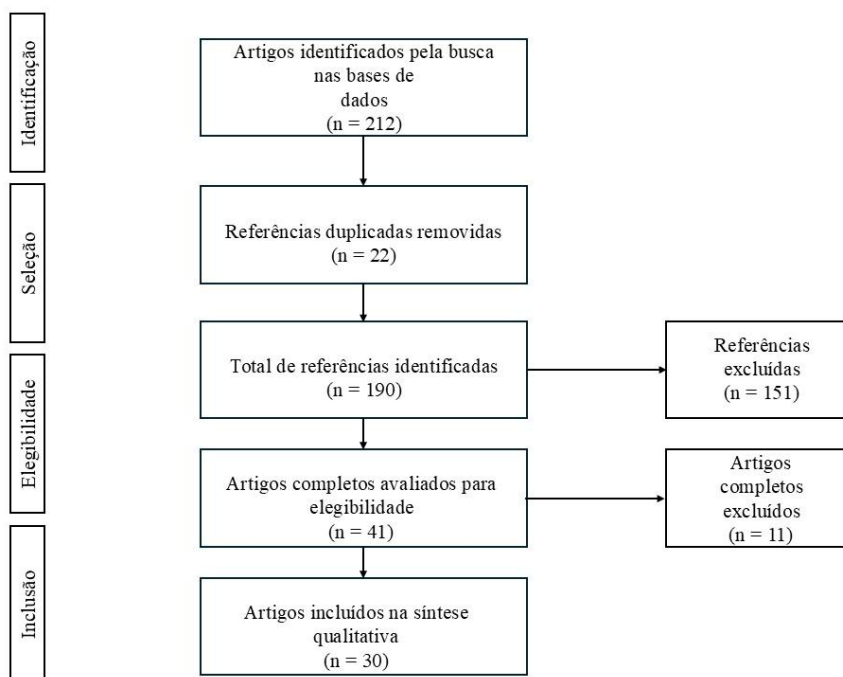 Identificação
Artigos identificados pela busca
nas bases de
dados
(n = 212)
Seleção
Referências duplicadas removidas
(n = 22)
Total de referências identificadas
(n = 190)
Referências
excluídas
(n = 151)
Elegibilidade
Artigos completos avaliados para
elegibilidade
(n = 41)
Artigos
completos
excluídos
(n = 11)
Inclusão
Artigos incluídos na síntese
qualitativa
(n = 30)